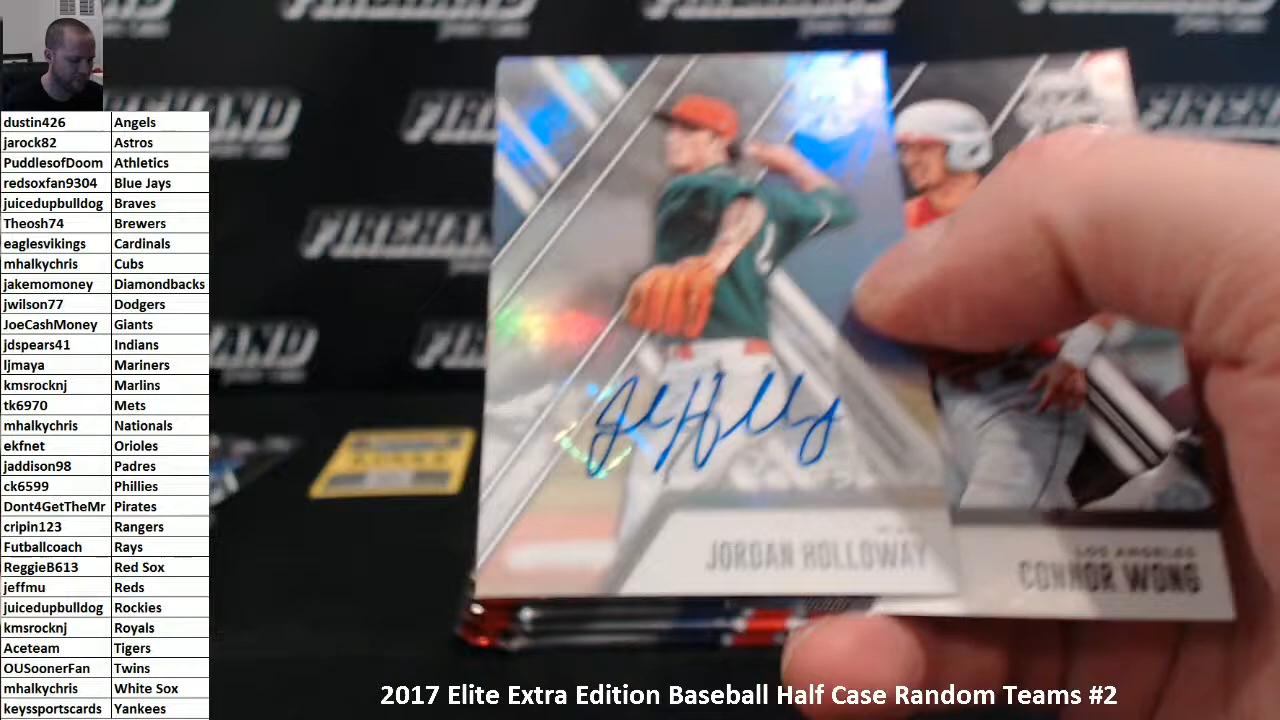 dustin426 Angels
jarock82 Astros
PuddlesofDoom Athletics
redsoxfan9304 Blue Jays
juicedupbulldog Braves
Theosh74 Brewers
eaglesvikings Cardinals
mhalkychris Cubs
jakemomoney Diamondbacks
jwilson77 Dodgers
JoeCashMoney Giants
jdspears41 Indians
ljmaya Mariners
kmsrocknj Marlins
tk6970 Mets
mhalkychris Nationals
ekfnet Orioles
jaddison98 Padres
ck6599 Phillies
Dont4GetTheMr Pirates
cripin123 Rangers
Futballcoach Rays
ReggieB613 Red Sox
jeffmu Reds
juicedupbulldog Rockies
kmsrocknj Royals
Aceteam Tigers
OUSoonerFan Twins
mhalkychris White Sox
keyssportscards Yankees
FIREHAND
JORDAN HOLLOWAY
LOS ANGELES
CONNOR WONG
2017 Elite Extra Edition Baseball Half Case Random Teams #2